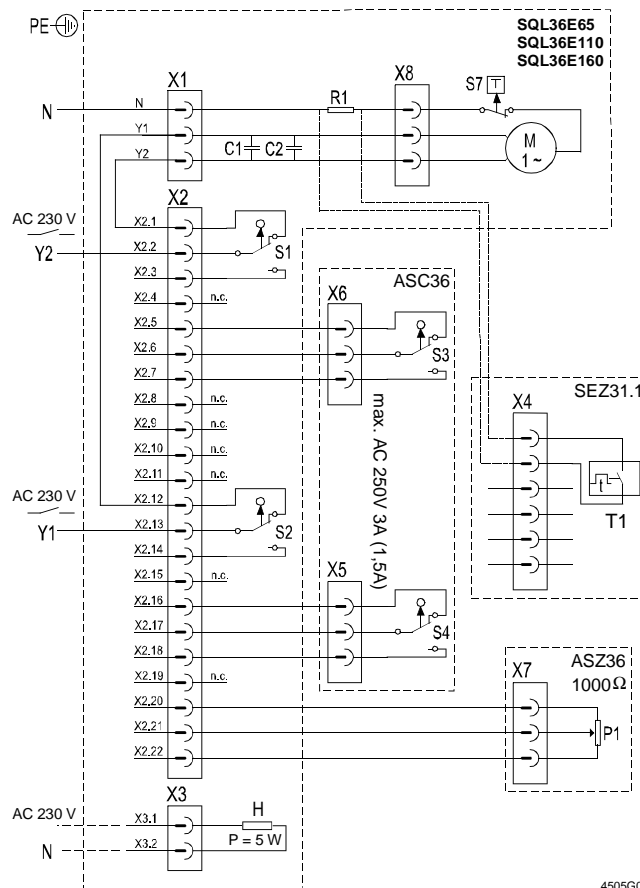 PE
SQL36E65
SQL36E110
SQL36E160
X1
X8
S7
T
R1
N
N
Y1
C1
C2
M
1 ~
Y2
X2
AC 230 V
X2.1
Y2
X2.2
S1
X2.3
ASC36
X2.4
n.c.
X6
X2.5
X2.6
S3
X2.7
SEZ31.1
X2.8
n.c.
X4
X2.9
n.c.
X2.10
n.c.
X2.11
n.c.
max. AC 250V 3A (1,5A)
t
AC 230 V
X2.12
T1
Y1
X2.13
S2
X2.14
X2.15
n.c.
X5
X2.16
X2.17
S4
X2.18
ASZ36
1000Ω
X7
X2.19
n.c.
X2.20
X2.21
P1
X2.22
X3
AC 230 V
X3.1
H
N
X3.2
P = 5 W